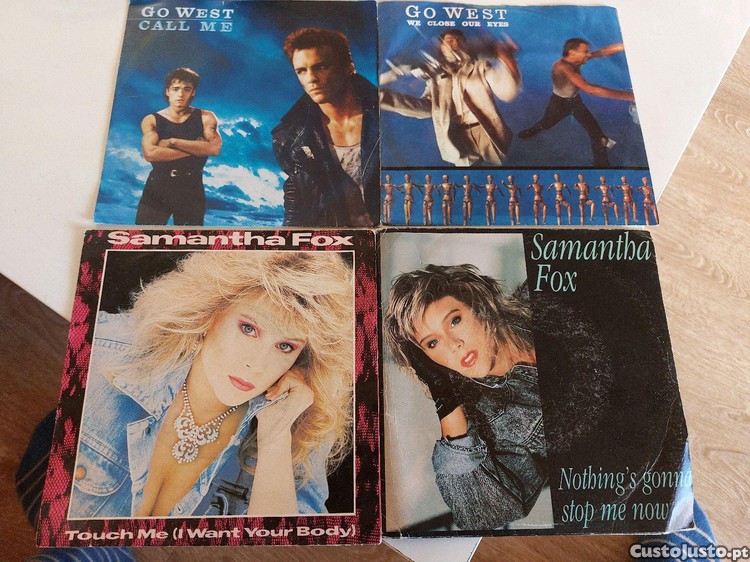 GO WEST
CALL ME
GO WEST
WE CLOSE OUR EYES
Samantha Fox
Touch Me (I Want Your Body)
Samantha
Fox
Nothing's gonna
stop me now
CustoJusto.pt